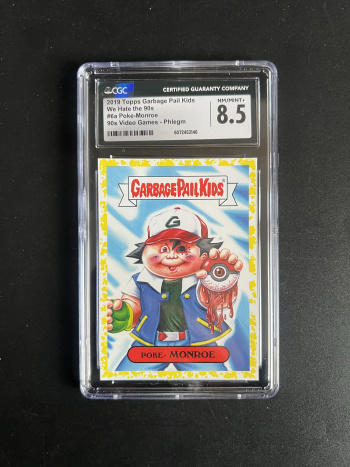 CGC
CERTIFIED GUARANTY COMPANY
2019 Topps Garbage Pail Kids
We Hate the 90s
#6a Poke-Monroe
90s Video Games - Phlegm
NM/MINT+
8.5
6072453146
GARBAGE PAIL KIDS
G
POKE- MONROE